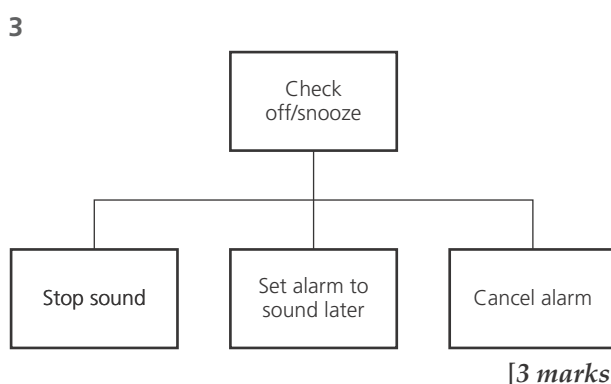 3
Check
off/snooze
Stop sound
Set alarm to
sound later
Cancel alarm
[3 marks